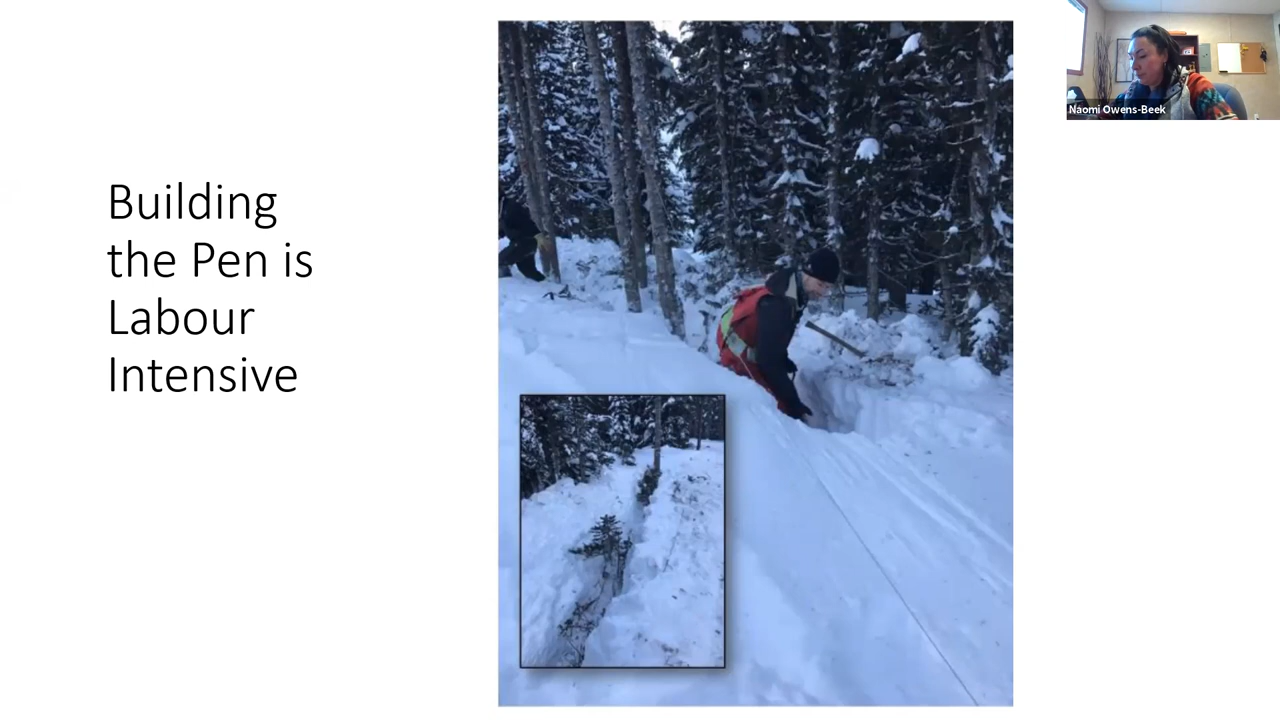 Building
the Pen is
Labour
Intensive
Naomi Owens-Beek